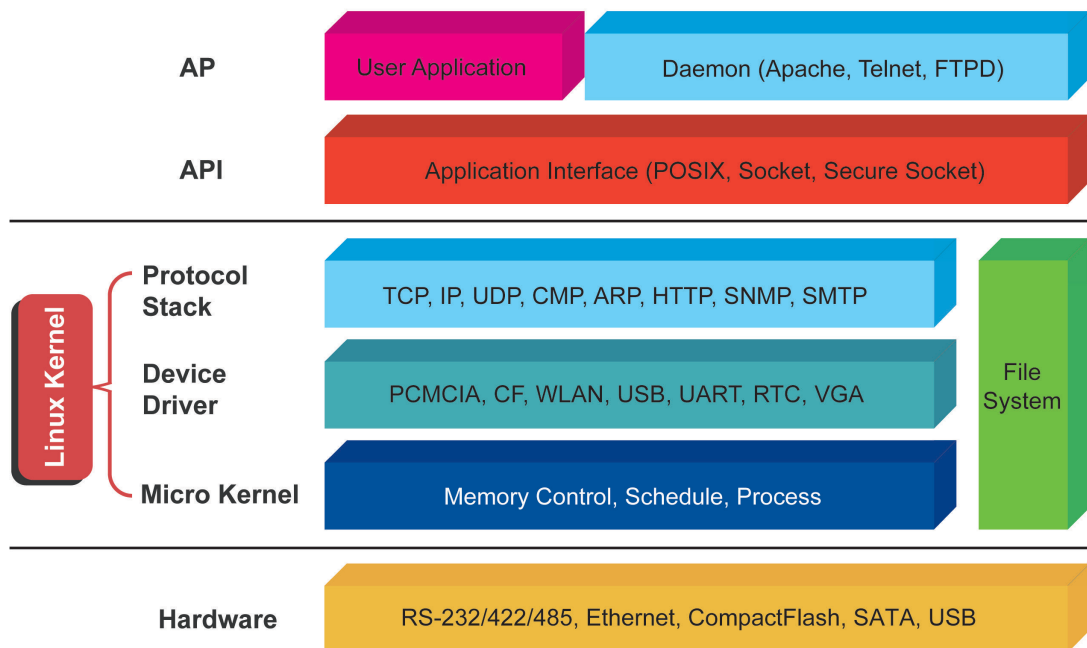 AP
User Application
Daemon (Apache, Telnet, FTPD)
API
Application Interface (POSIX, Socket, Secure Socket)
Linux Kernel
Protocol
Stack
TCP, IP, UDP, CMP, ARP, HTTP, SNMP, SMTP
Device
Driver
PCMCIA, CF, WLAN, USB, UART, RTC, VGA
Micro Kernel
Memory Control, Schedule, Process
File
System
Hardware
RS-232/422/485, Ethernet, CompactFlash, SATA, USB